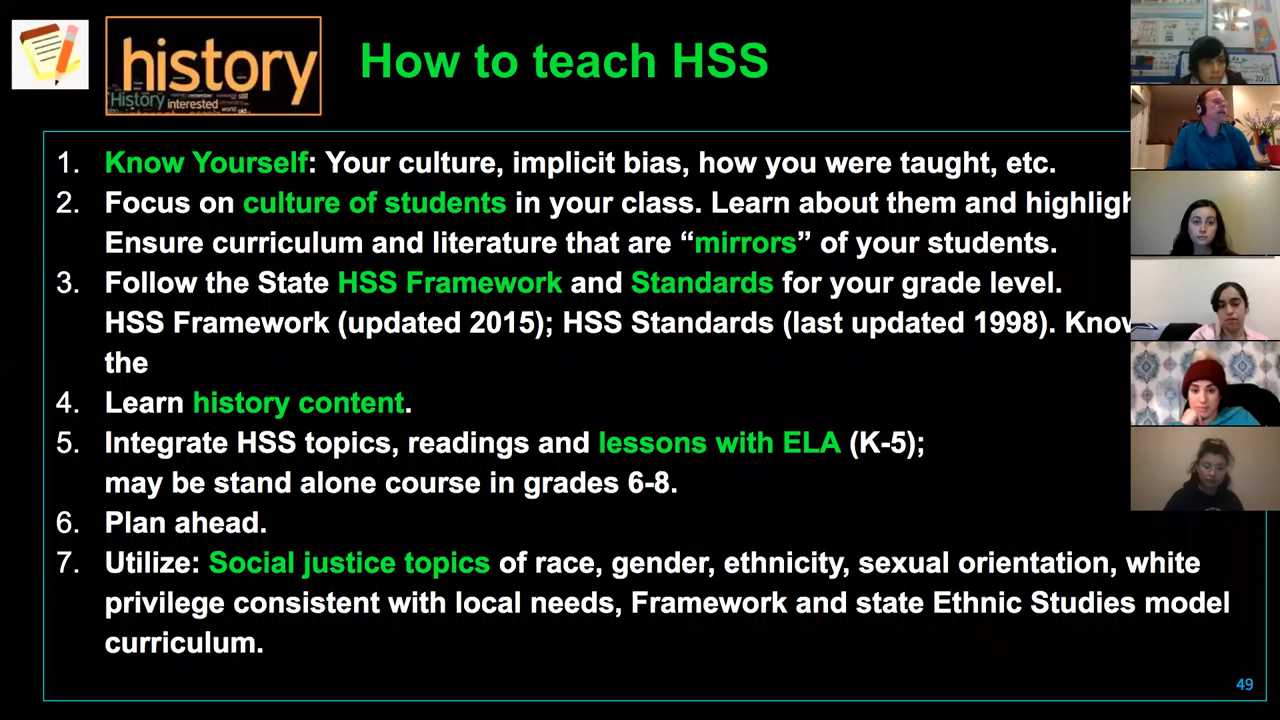 history
How to teach HSS
History
interested
1. Know Yourself: Your culture, implicit bias, how you were taught, etc.
2. Focus on culture of students in your class. Learn about them and highligh
Ensure curriculum and literature that are “mirrors” of your students.
3. Follow the State HSS Framework and Standards for your grade level.
HSS Framework (updated 2015); HSS Standards (last updated 1998). Know
the
4. Learn history content.
5. Integrate HSS topics, readings and lessons with ELA (K-5);
may be stand alone course in grades 6-8.
6. Plan ahead.
7. Utilize: Social justice topics of race, gender, ethnicity, sexual orientation, white
privilege consistent with local needs, Framework and state Ethnic Studies model
curriculum.
49